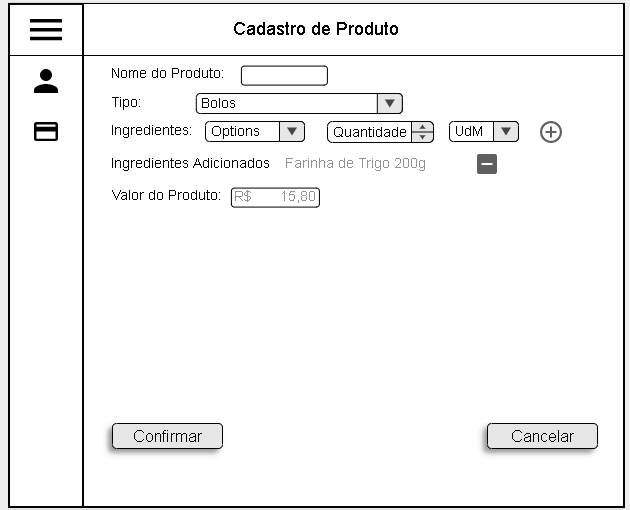 Cadastro de Produto
Nome do Produto:
Tipo: Bolos
Ingredientes: Options Quantidade UdM
Ingredientes Adicionados Farinha de Trigo 200g
Valor do Produto: R$ 15,80
Confirmar Cancelar